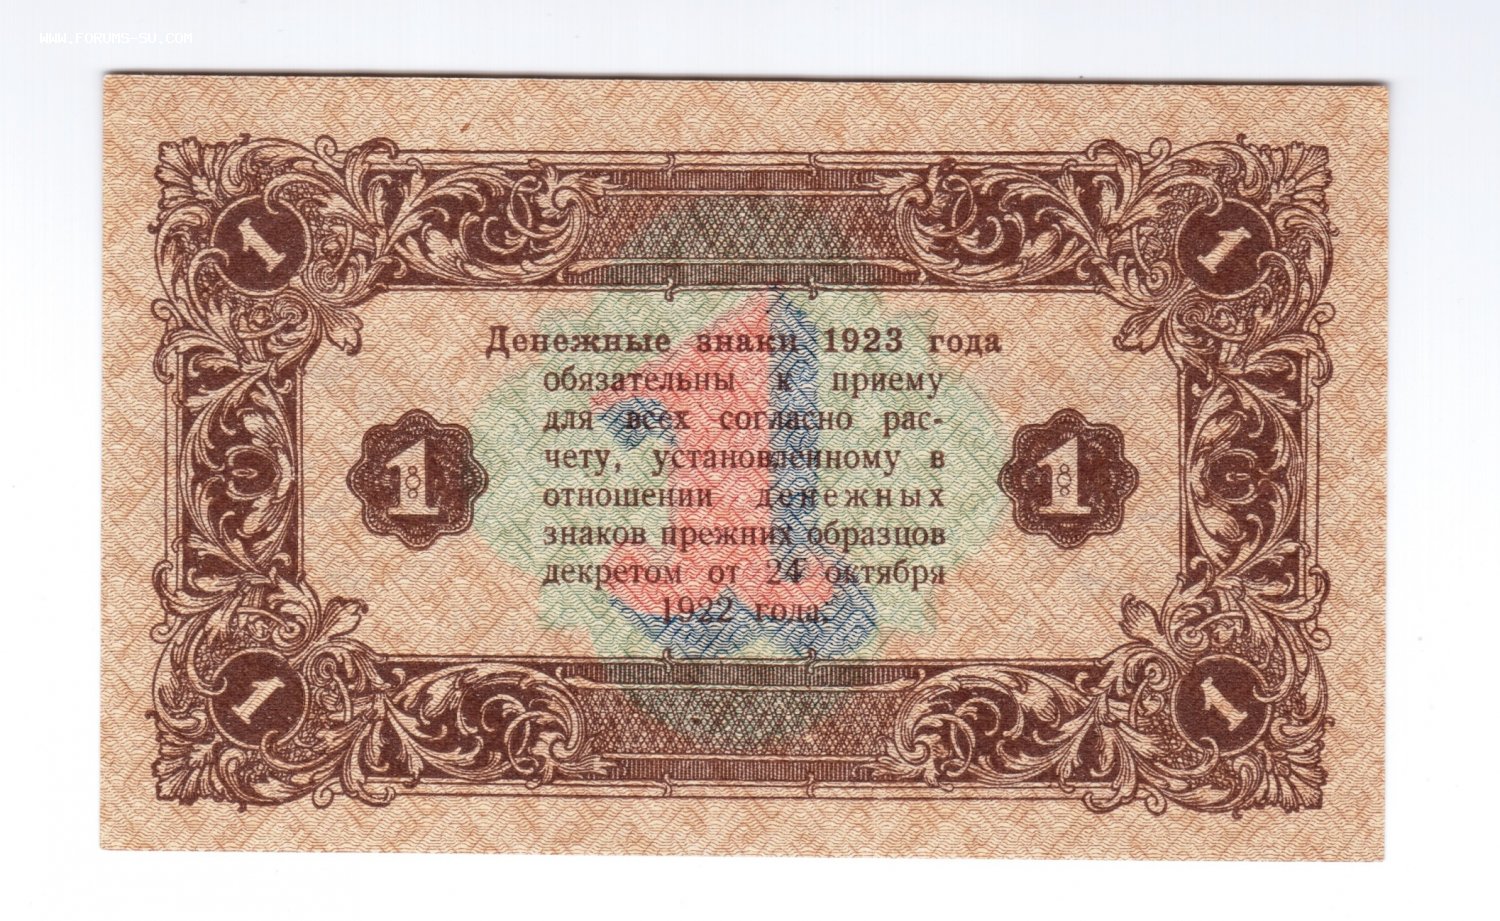 WWW.FORUMS-SU.COM
1 1
Денежные знаки 1923 года
обязательны к приему
для всех согласно рас-
чету, установленному в
1 1
отношении денежных
знаков прежних образцов
декретом от 24 октября
1922 года.
1 1
1